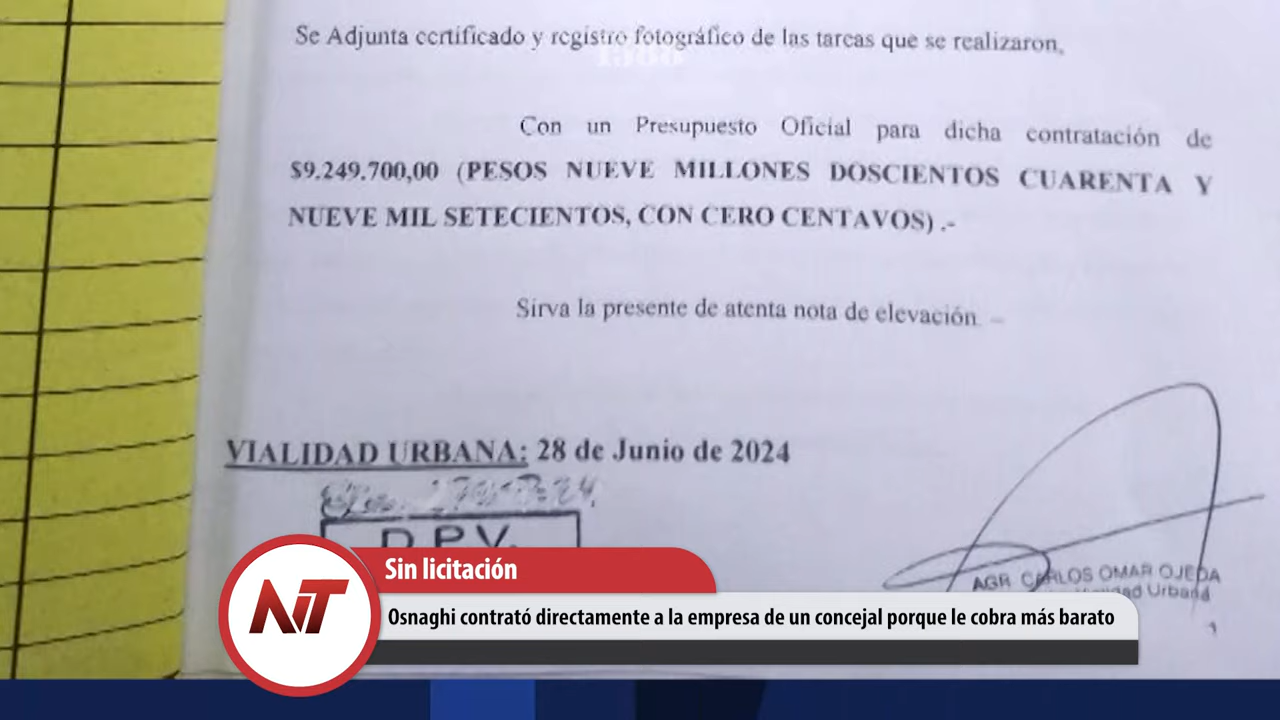 Se Adjunta certificado y registro fotográfico de las tareas que se realizaron,
Con un Presupuesto Oficial para dicha contratación de
$9.249.700,00 (PESOS NUEVE MILLONES DOSCIENTOS CUARENTA Y
NUEVE MIL SETECIENTOS, CON CERO CENTAVOS) .-
Sirva la presente de atenta nota de elevación. –
VIALIDAD URBANA: 28 de Junio de 2024
D.P.V.
AGR. CARLOS OMAR OJEDA
Urbana
NT
Sin licitación
Osnaghi contrató directamente a la empresa de un concejal porque le cobra más barato